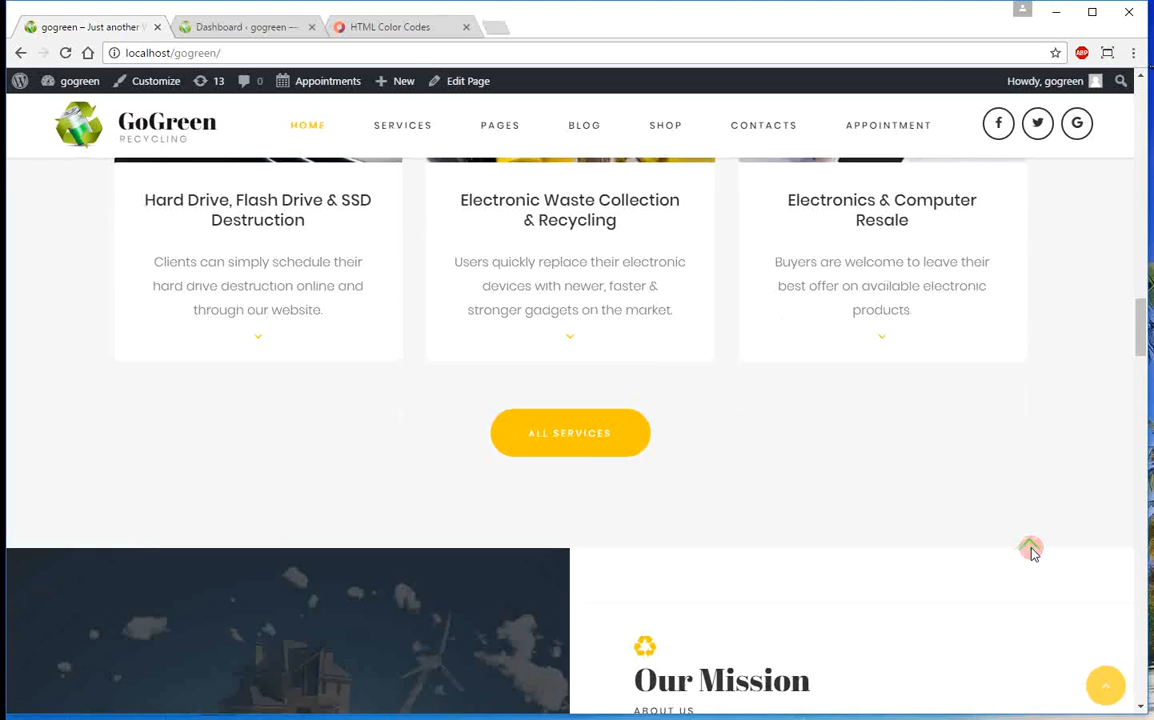 gogreen – Just another W
Dashboard ‹ gogreen —
HTML Color Codes
localhost/gogreen/
ABP
gogreen
Customize
13
0
Appointments
New
Edit Page
Howdy, gogreen
GoGreen
RECYCLING
HOME
SERVICES
PAGES
BLOG
SHOP
CONTACTS
APPOINTMENT
Hard Drive, Flash Drive & SSD
Destruction
Clients can simply schedule their
hard drive destruction online and
through our website.
Electronic Waste Collection
& Recycling
Users quickly replace their electronic
devices with newer, faster &
stronger gadgets on the market.
Electronics & Computer
Resale
Buyers are welcome to leave their
best offer on available electronic
products
ALL SERVICES
Our Mission
ABOUT US